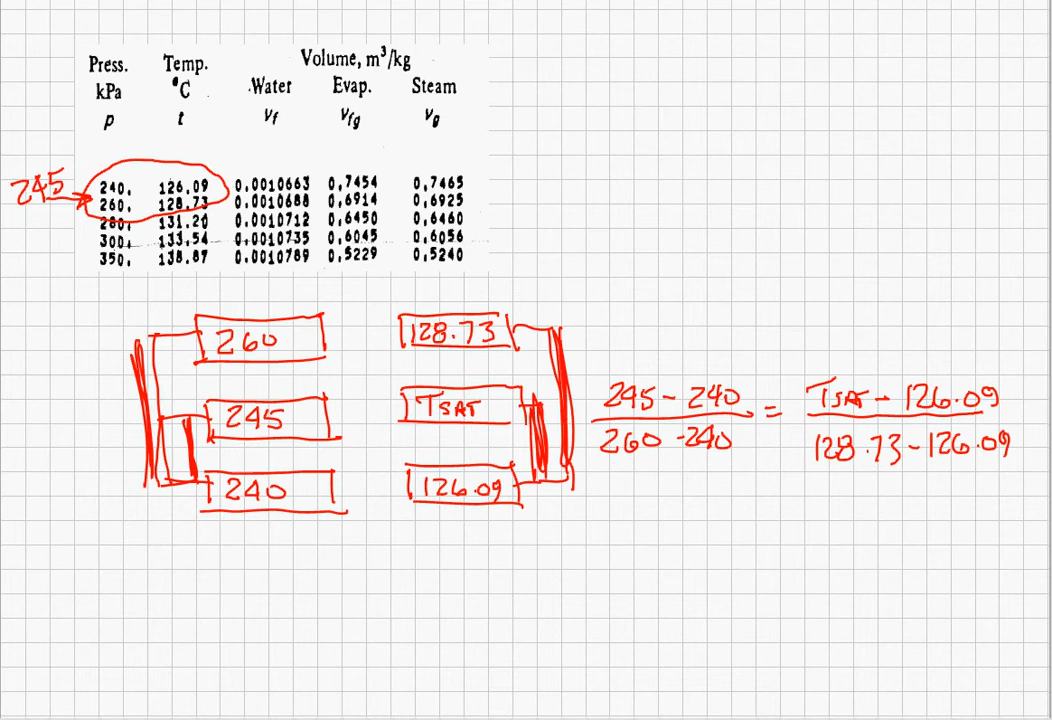 Press. Temp. Volume, m³/kg
kPa °C Water Evap. Steam
p t vf vfg vg
245
240. 126.09 0.0010663 0.7454 0.7465
260. 128.73 0.0010688 0.6914 0.6925
280. 131.20 0.0010712 0.6450 0.6460
300. 133.54 0.0010735 0.6045 0.6056
350. 138.87 0.0010789 0.5229 0.5240
260 128.73
245 TSAT
240 126.09
245 - 240 = TSAT - 126.09
260 - 240 128.73 - 126.09